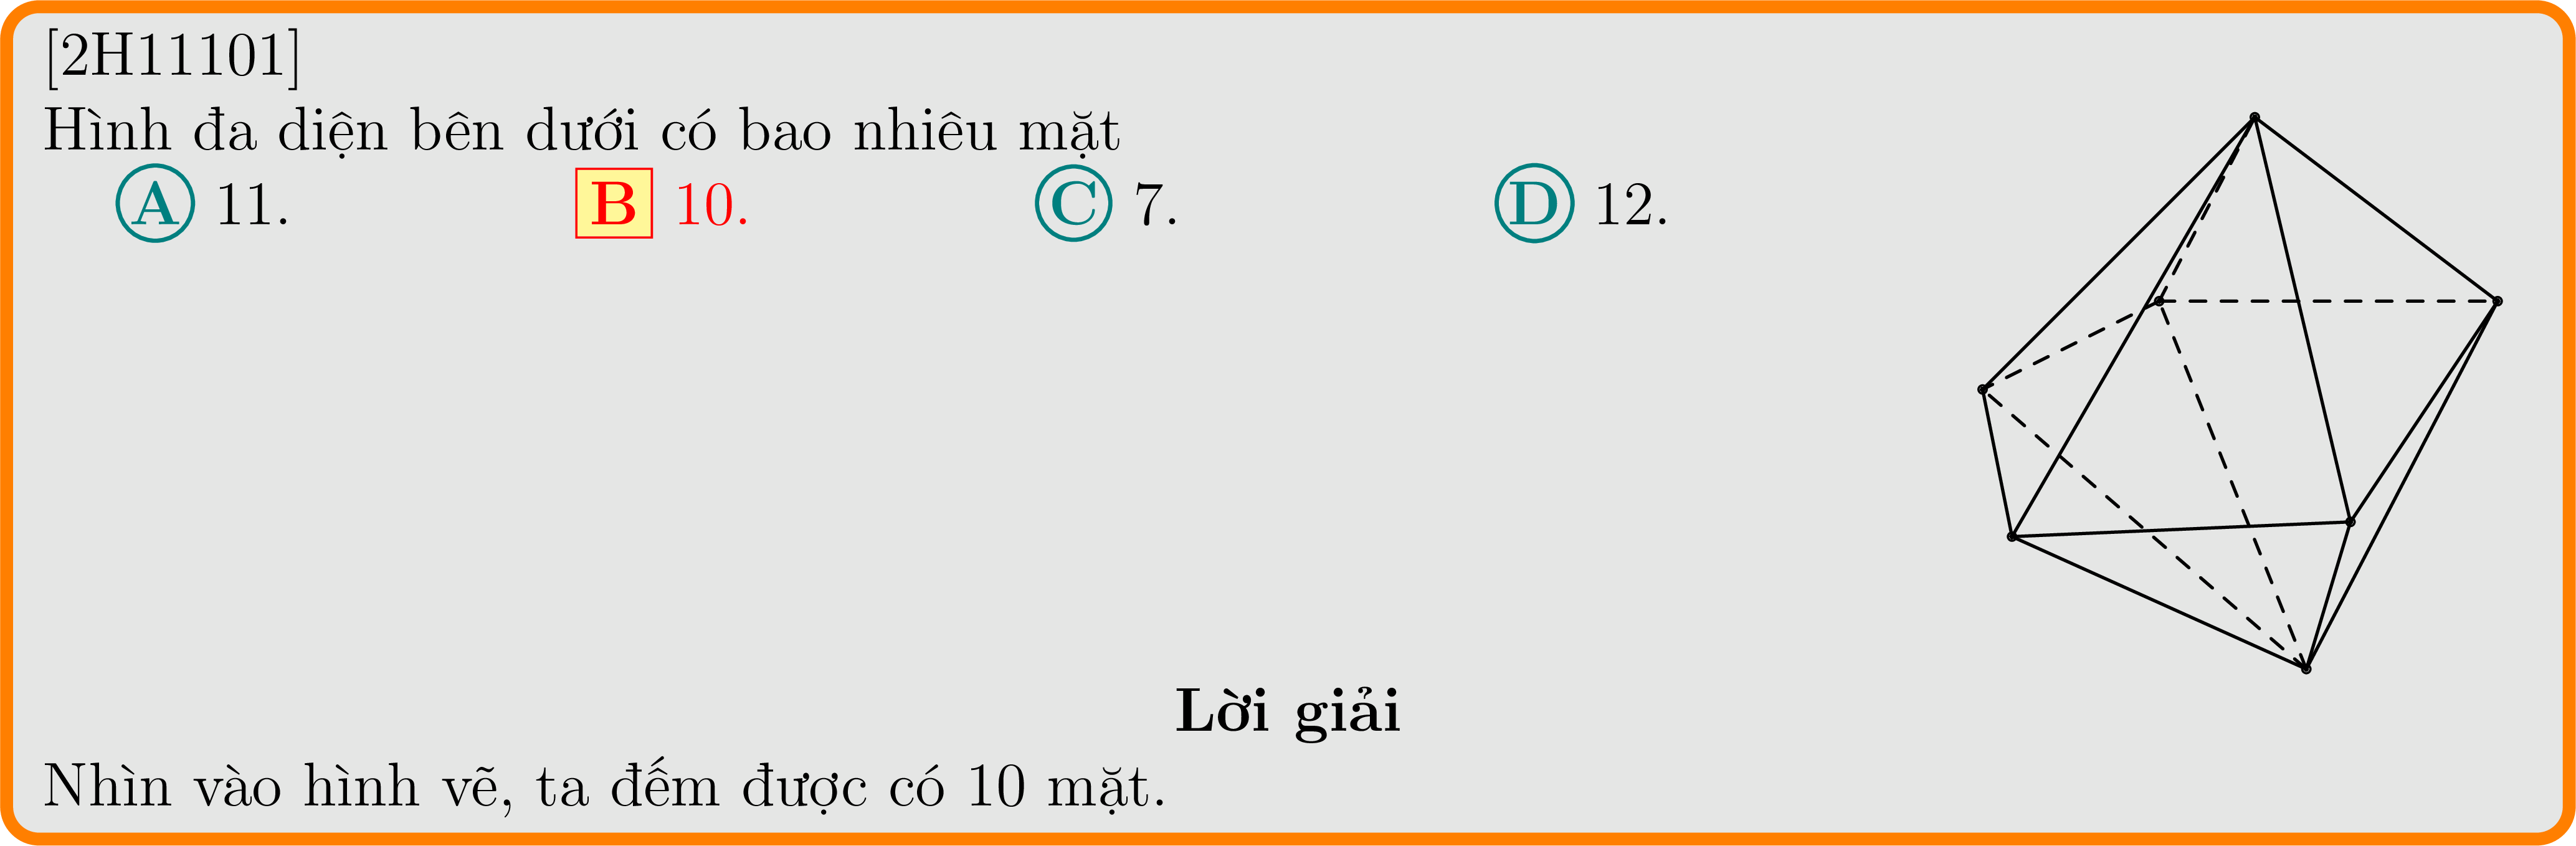 [2H11101]
Hình đa diện bên dưới có bao nhiêu mặt
A 11. B 10. C 7. D 12.
Lời giải
Nhìn vào hình vẽ, ta đếm được có 10 mặt.